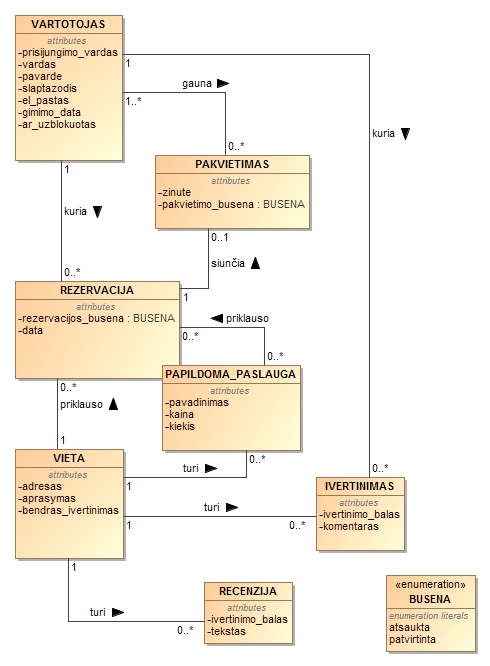 VARTOTOJAS
attributes
-prisijungimo_vardas
-vardas
-pavarde
-slaptazodis
-el_pastas
-gimimo_data
-ar_uzblokuotas
1
gauna
1..*
0..*
kuria
PAKVIETIMAS
attributes
-zinute
-pakvietimo_busena : BUSENA
1
kuria
0..*
0..1
siunčia
1
REZERVACIJA
attributes
-rezervacijos_busena : BUSENA
-data
priklauso
0..*
0..*
PAPILDOMA_PASLAUGA
attributes
-pavadinimas
-kaina
-kiekis
0..*
priklauso
1
VIETA
attributes
-adresas
-aprasymas
-bendras_ivertinimas
turi
1
0..*
turi
1
0..*
0..*
IVERTINIMAS
attributes
-ivertinimo_balas
-komentaras
1
turi
0..*
RECENZIJA
attributes
-ivertinimo_balas
-tekstas
«enumeration»
BUSENA
enumeration literals
atsaukta
patvirtinta